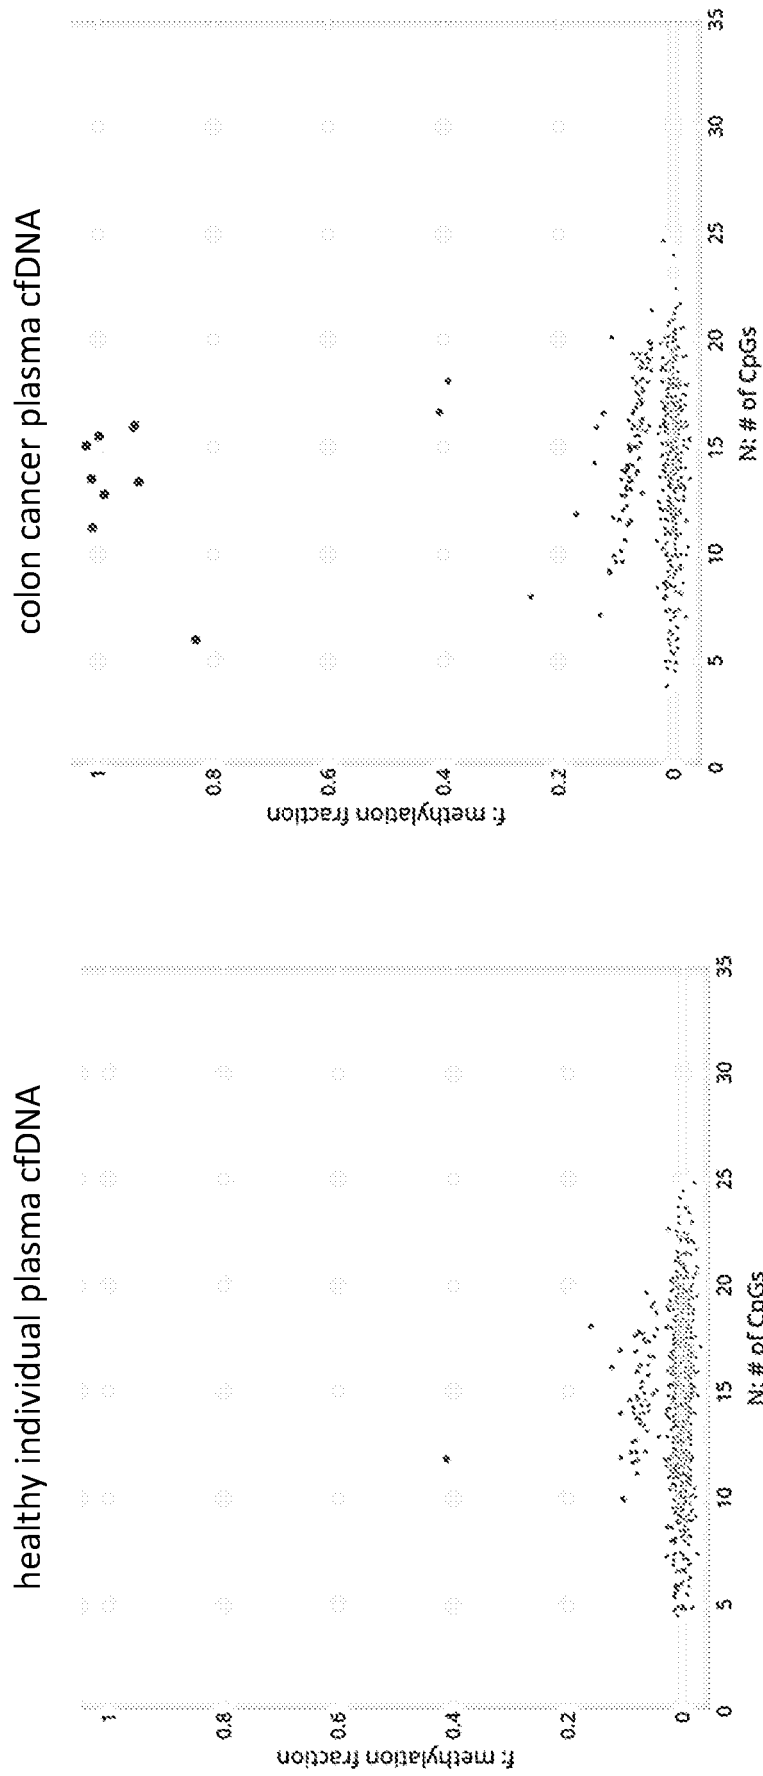 healthy individual plasma cfDNA
f: methylation fraction
1
0.8
0.6
0.4
0.2
0
0 5 10 15 20 25 30 35
N: # of CpGs
colon cancer plasma cfDNA
f: methylation fraction
1
0.8
0.6
0.4
0.2
0
0 5 10 15 20 25 30 35
N: # of CpGs